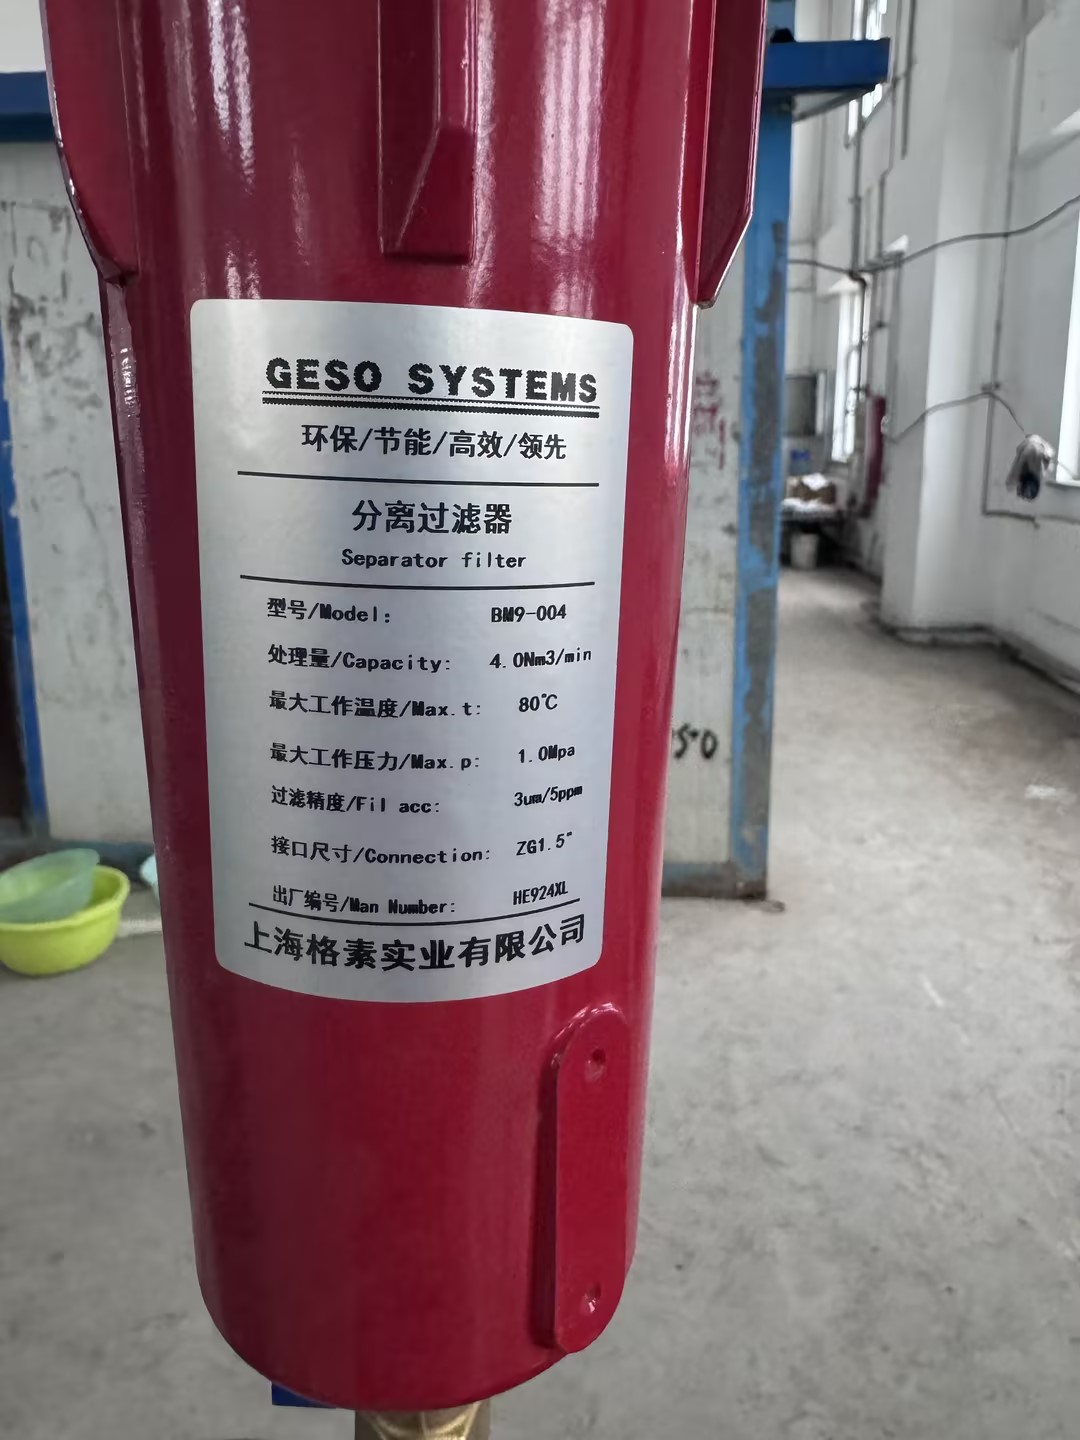 GESO SYSTEMS
环保/节能/高效/领先
分离过滤器
Separator filter
型号/Model: BM9-004
处理量/Capacity: 4.0Nm3/min
最大工作温度/Max.t: 80℃
最大工作压力/Max.p: 1.0Mpa
过滤精度/Fil acc: 3um/5ppm
接口尺寸/Connection: ZG1.5"
出厂编号/Man Number: HE924XL
上海格素实业有限公司